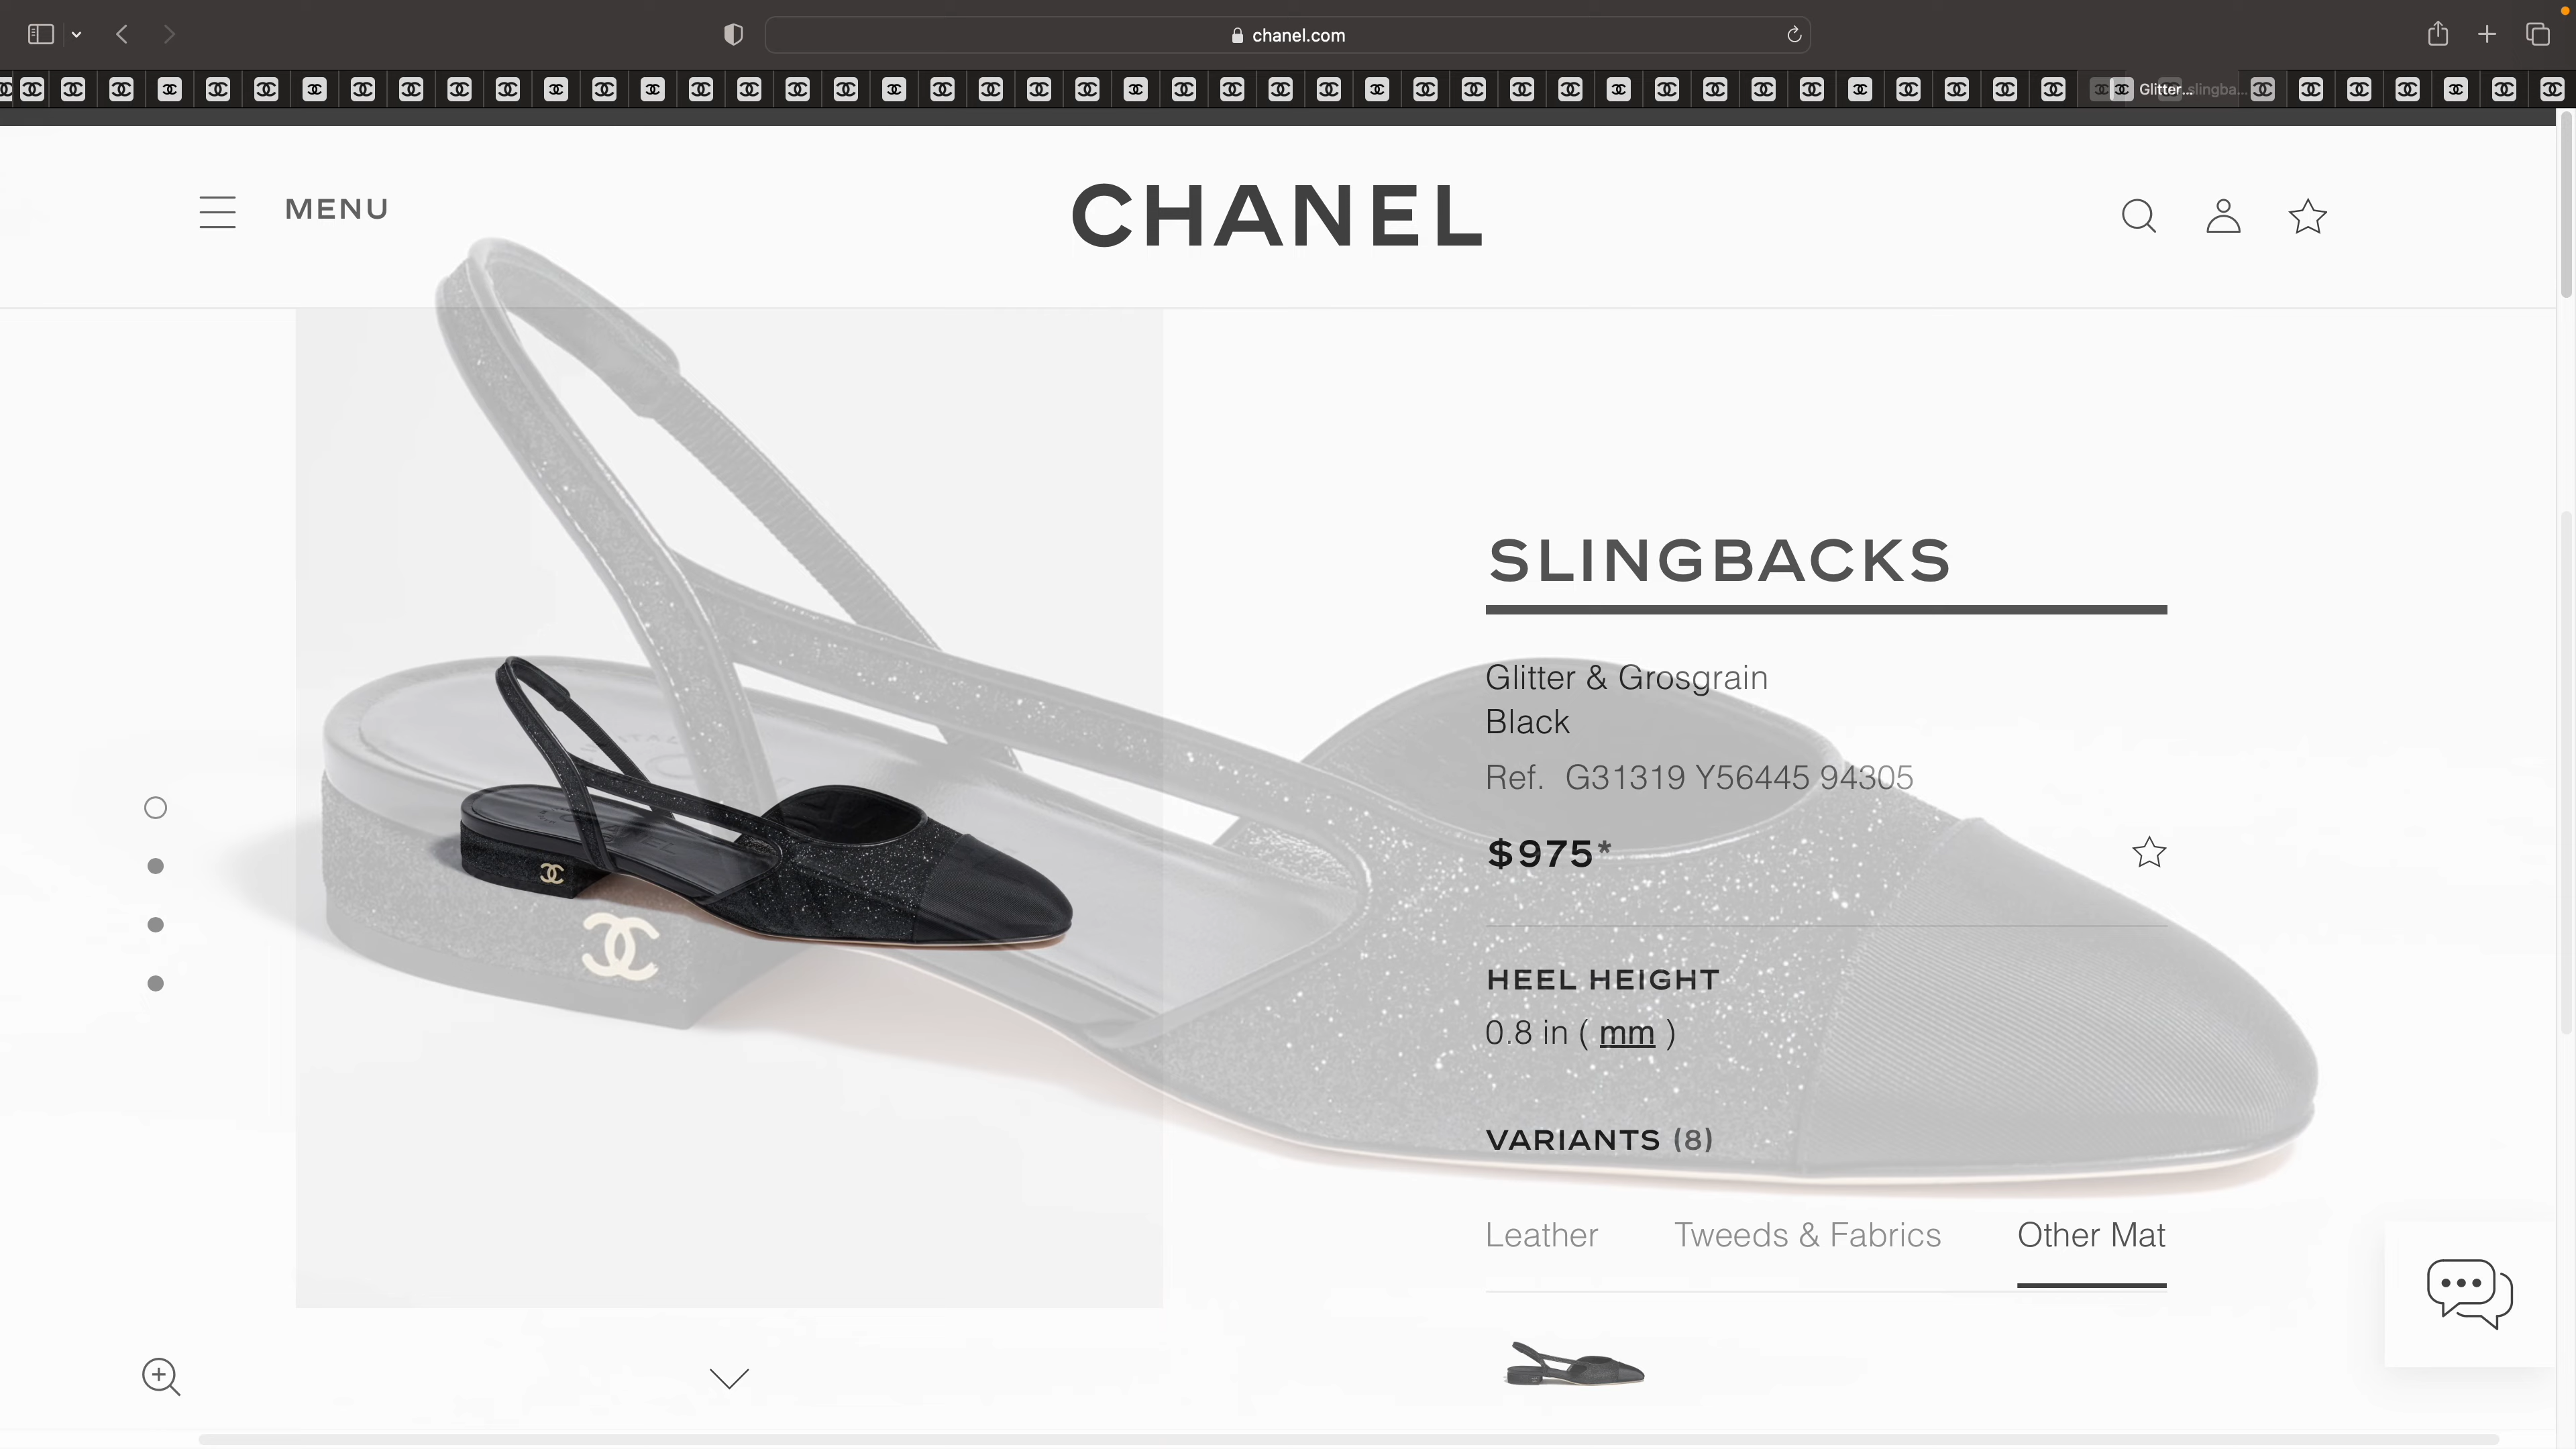 chanel.com
Glitter...
slingba...
MENU
CHANEL
SLINGBACKS
Glitter & Grosgrain
Black
Ref. G31319 Y56445 94305
$975*
HEEL HEIGHT
0.8 in ( mm )
VARIANTS (8)
Leather Tweeds & Fabrics Other Mat